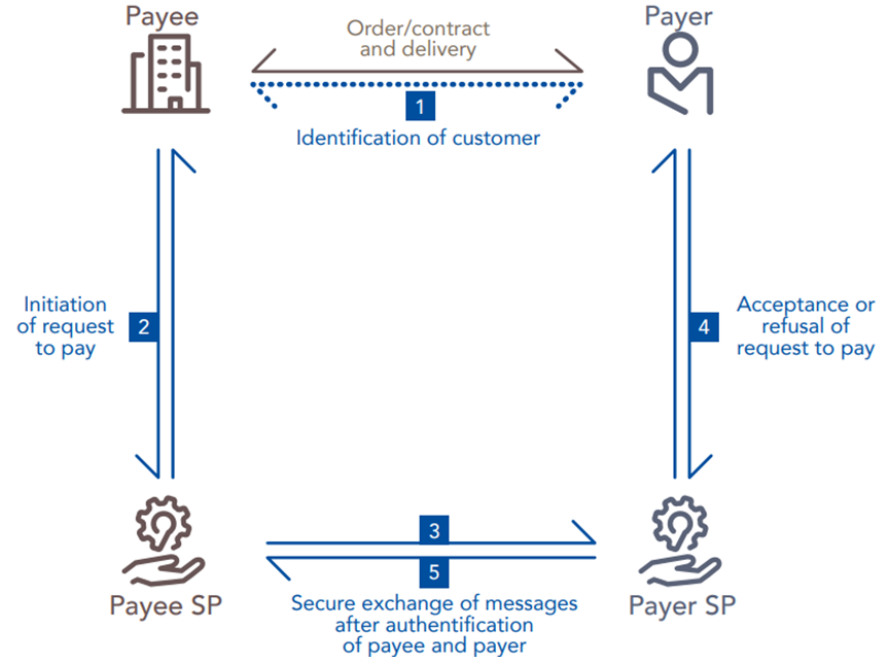 Payee
Payer
Order/contract
and delivery
1
Identification of customer
Initiation
of request
to pay
2
4
Acceptance or
refusal of
request to pay
3
5
Payee SP
Secure exchange of messages
after authentification
of payee and payer
Payer SP